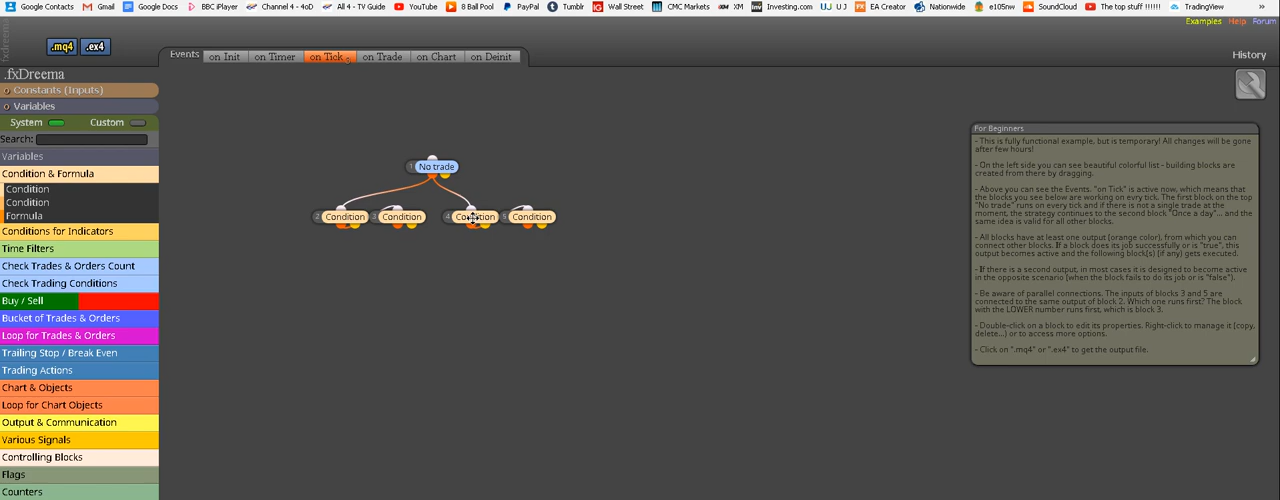 Google Contacts Gmail Google Docs BBC iPlayer Channel 4 - 4oD All 4 - TV Guide YouTube 8 Ball Pool PayPal Tumblr Wall Street CMC Markets XM Investing.com U J EA Creator Nationwide e105nw SoundCloud The top stuff !!!!!! TradingView »
Examples Help Forum
.mq4 .ex4
Events on Init on Timer on Tick on Trade on Chart on Deinit
History
fxdreema
.fxDreema
Constants (Inputs)
Variables
System Custom
Search:
Variables
Condition & Formula
Condition
Condition
Formula
Conditions for Indicators
Time Filters
Check Trades & Orders Count
Check Trading Conditions
Buy / Sell
Bucket of Trades & Orders
Loop for Trades & Orders
Trailing Stop / Break Even
Trading Actions
Chart & Objects
Loop for Chart Objects
Output & Communication
Various Signals
Controlling Blocks
Flags
Counters
1 No trade
2 Condition 3 Condition 4 Condition 5 Condition
For Beginners
- This is fully functional example, but is temporary! All changes will be gone
after few hours!
- On the left side you can see beautiful colorful list - building blocks are
created from there by dragging.
- Above you can see the Events. "on Tick" is active now, which means that
the blocks you see below are working on evry tick. The first block on the top
"No trade" runs on every tick and if there is not a single trade at the
moment, the strategy continues to the second block "Once a day"... and the
same idea is valid for all other blocks.
- All blocks have at least one output (orange color), from which you can
connect other blocks. If a block does its job successfully or is "true", this
output becomes active and the following block(s) (if any) gets executed.
- If there is a second output, in most cases it is designed to become active
in the opposite scenario (when the block fails to do its job or is "false").
- Be aware of parallel connections. The inputs of blocks 3 and 5 are
connected to the same output of block 2. Which one runs first? The block
with the LOWER number runs first, which is block 3.
- Double-click on a block to edit its properties. Right-click to manage it (copy,
delete...) or to access more options.
- Click on ".mq4" or ".ex4" to get the output file.